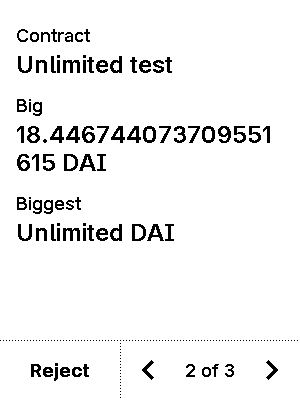 Contract
Unlimited test
Big
18.446744073709551
615 DAI
Biggest
Unlimited DAI
Reject
2 of 3